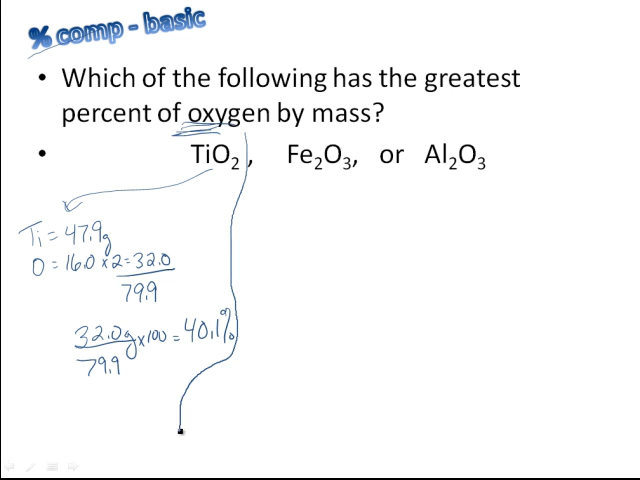 % comp - basic
• Which of the following has the greatest
percent of oxygen by mass?
• TiO₂, Fe₂O₃, or Al₂O₃
Ti = 47.9g
O = 16.0 x 2 = 32.0
79.9
32.0g x 100 = 40.1%
79.9